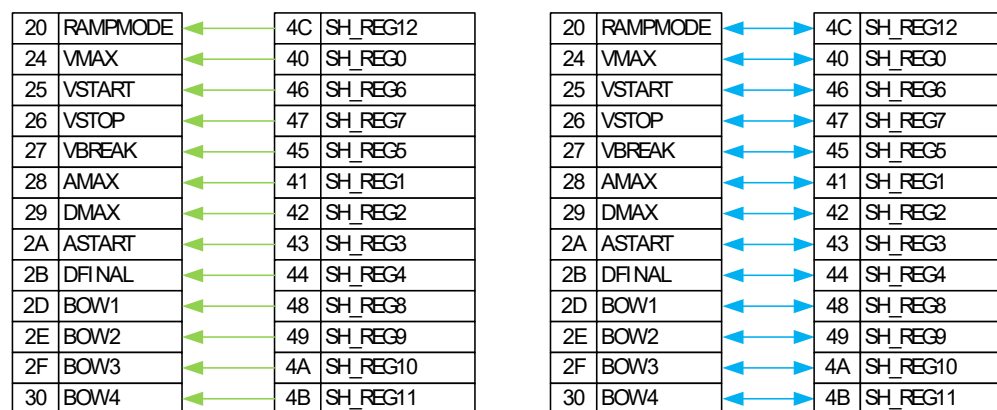 20 RAMPMODE 4C SH_REG12 20 RAMPMODE 4C SH_REG12
24 VMAX 40 SH_REG0 24 VMAX 40 SH_REG0
25 VSTART 46 SH_REG6 25 VSTART 46 SH_REG6
26 VSTOP 47 SH_REG7 26 VSTOP 47 SH_REG7
27 VBREAK 45 SH_REG5 27 VBREAK 45 SH_REG5
28 AMAX 41 SH_REG1 28 AMAX 41 SH_REG1
29 DMAX 42 SH_REG2 29 DMAX 42 SH_REG2
2A ASTART 43 SH_REG3 2A ASTART 43 SH_REG3
2B DFINAL 44 SH_REG4 2B DFINAL 44 SH_REG4
2D BOW1 48 SH_REG8 2D BOW1 48 SH_REG8
2E BOW2 49 SH_REG9 2E BOW2 49 SH_REG9
2F BOW3 4A SH_REG10 2F BOW3 4A SH_REG10
30 BOW4 4B SH_REG11 30 BOW4 4B SH_REG11